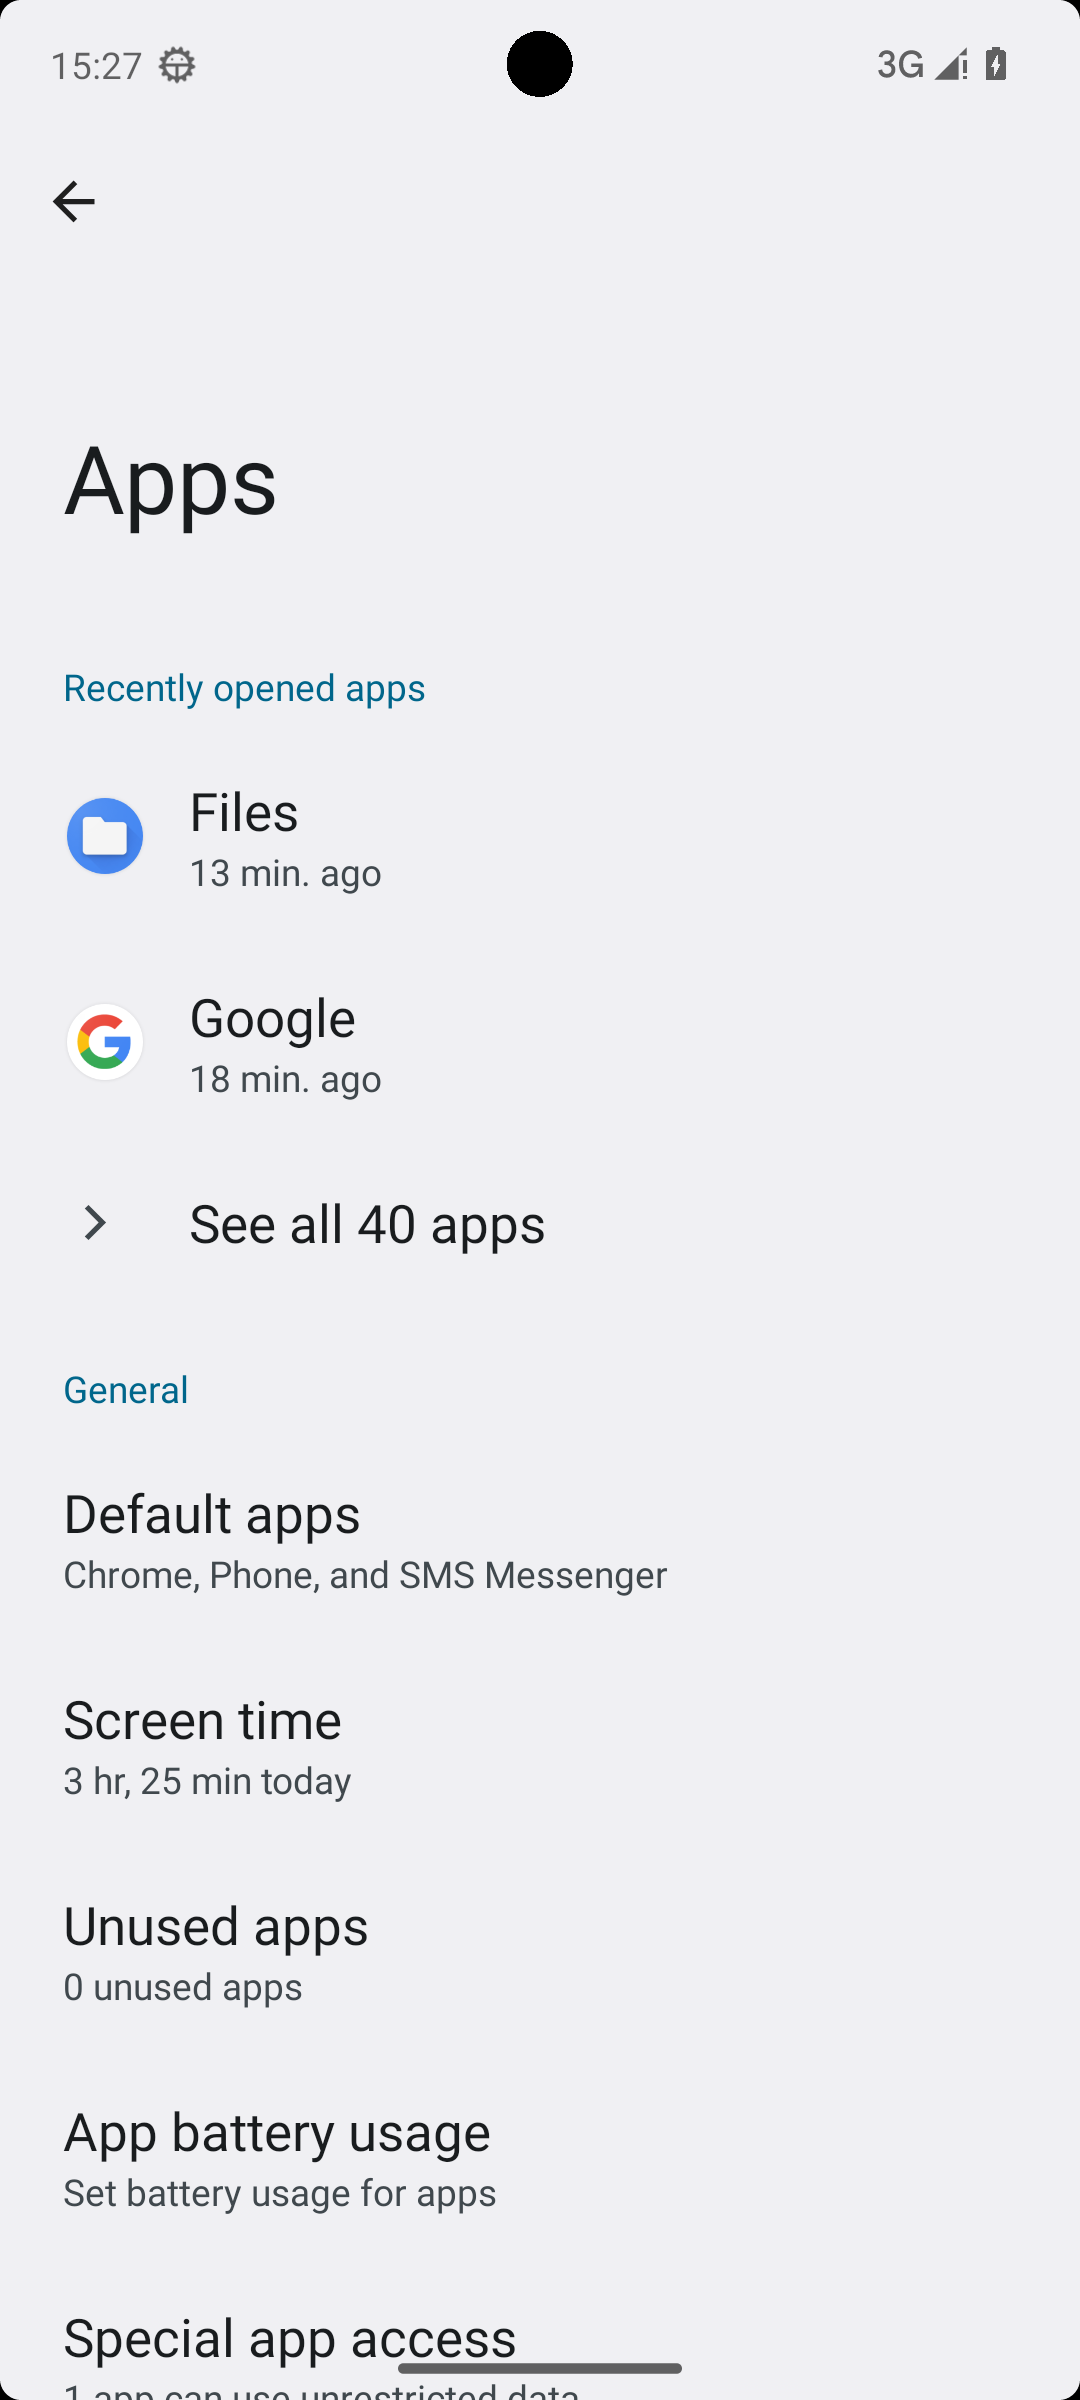 15:27
3G
Apps
Recently opened apps
Files
13 min. ago
Google
18 min. ago
See all 40 apps
General
Default apps
Chrome, Phone, and SMS Messenger
Screen time
3 hr, 25 min today
Unused apps
0 unused apps
App battery usage
Set battery usage for apps
Special app access
1 app can use unrestricted data